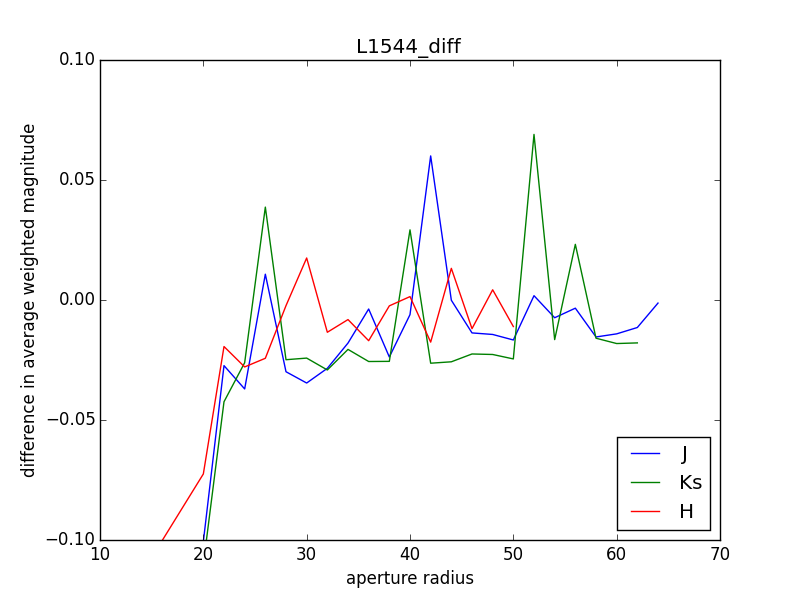 L1544_diff
difference in average weighted magnitude
0.10
0.05
0.00
−0.05
−0.10
10 20 30 40 50 60 70
aperture radius
J
Ks
H